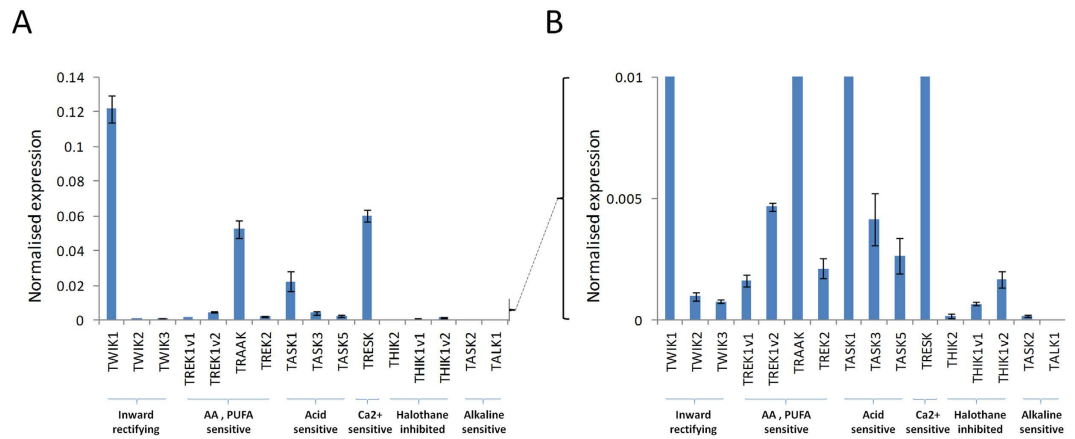 A
B
Normalised expression
0.14
0.12
0.1
0.08
0.06
0.04
0.02
0
TWIK1
TWIK2
TWIK3
TREK1v1
TREK1v2
TRAAK
TREK2
TASK1
TASK3
TASK5
TRESK
THIK2
THIK1v1
THIK1v2
TASK2
TALK1
Inward rectifying
AA , PUFA sensitive
Acid sensitive
Ca2+ sensitive
Halothane inhibited
Alkaline sensitive
Normalised expression
0.01
0.005
0
TWIK1
TWIK2
TWIK3
TREK1v1
TREK1v2
TRAAK
TREK2
TASK1
TASK3
TASK5
TRESK
THIK2
THIK1v1
THIK1v2
TASK2
TALK1
Inward rectifying
AA , PUFA sensitive
Acid sensitive
Ca2+ sensitive
Halothane inhibited
Alkaline sensitive